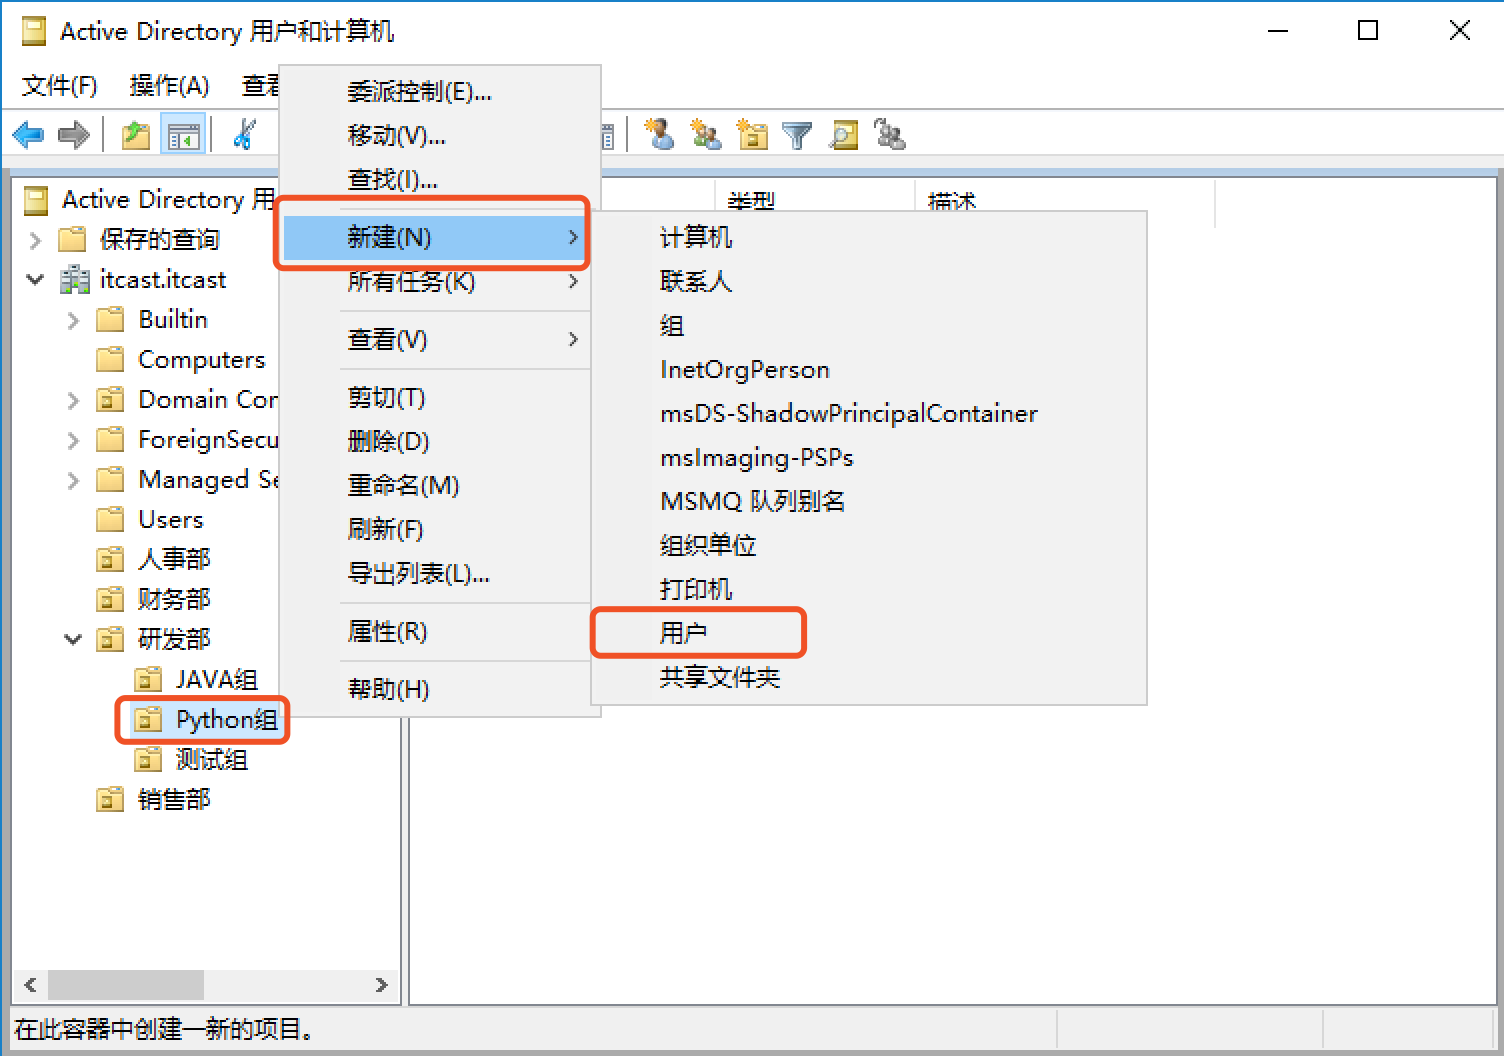 Active Directory 用户和计算机
文件(F) 操作(A) 查看
委派控制(E)...
移动(V)...
查找(I)...
新建(N)
所有任务(K)
查看(V)
剪切(T)
删除(D)
重命名(M)
刷新(F)
导出列表(L)...
属性(R)
帮助(H)
类型 描述
计算机
联系人
组
InetOrgPerson
msDS-ShadowPrincipalContainer
msImaging-PSPs
MSMQ 队列别名
组织单位
打印机
用户
共享文件夹
Active Directory 用
保存的查询
itcast.itcast
Builtin
Computers
Domain Con
ForeignSecu
Managed Se
Users
人事部
财务部
研发部
JAVA组
Python组
测试组
销售部
在此容器中创建一新的项目。